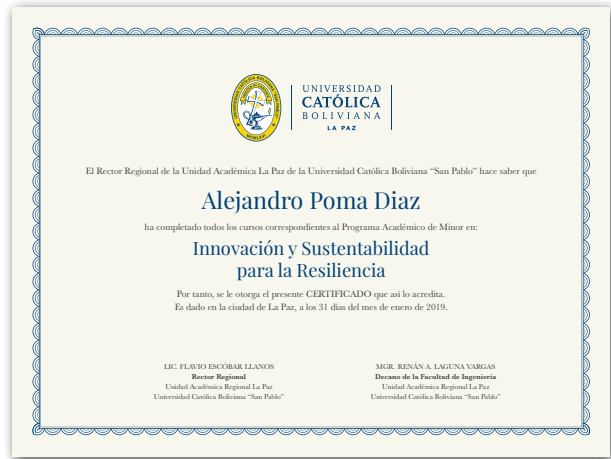 UNIVERSIDAD
CATÓLICA
BOLIVIANA
LA PAZ
El Rector Regional de la Unidad Académica La Paz de la Universidad Católica Boliviana “San Pablo” hace saber que
Alejandro Poma Diaz
ha completado todos los cursos correspondientes al Programa Académico de Minor en:
Innovación y Sustentabilidad
para la Resiliencia
Por tanto, se le otorga el presente CERTIFICADO que así lo acredita.
Es dado en la ciudad de La Paz, a los 31 días del mes de enero de 2019.
LIC. FLAVIO ESCÓBAR LLANOS
Rector Regional
Unidad Académica Regional La Paz
Universidad Católica Boliviana “San Pablo”
MGR. RENÁN A. LAGUNA VARGAS
Decano de la Facultad de Ingeniería
Unidad Académica Regional La Paz
Universidad Católica Boliviana “San Pablo”